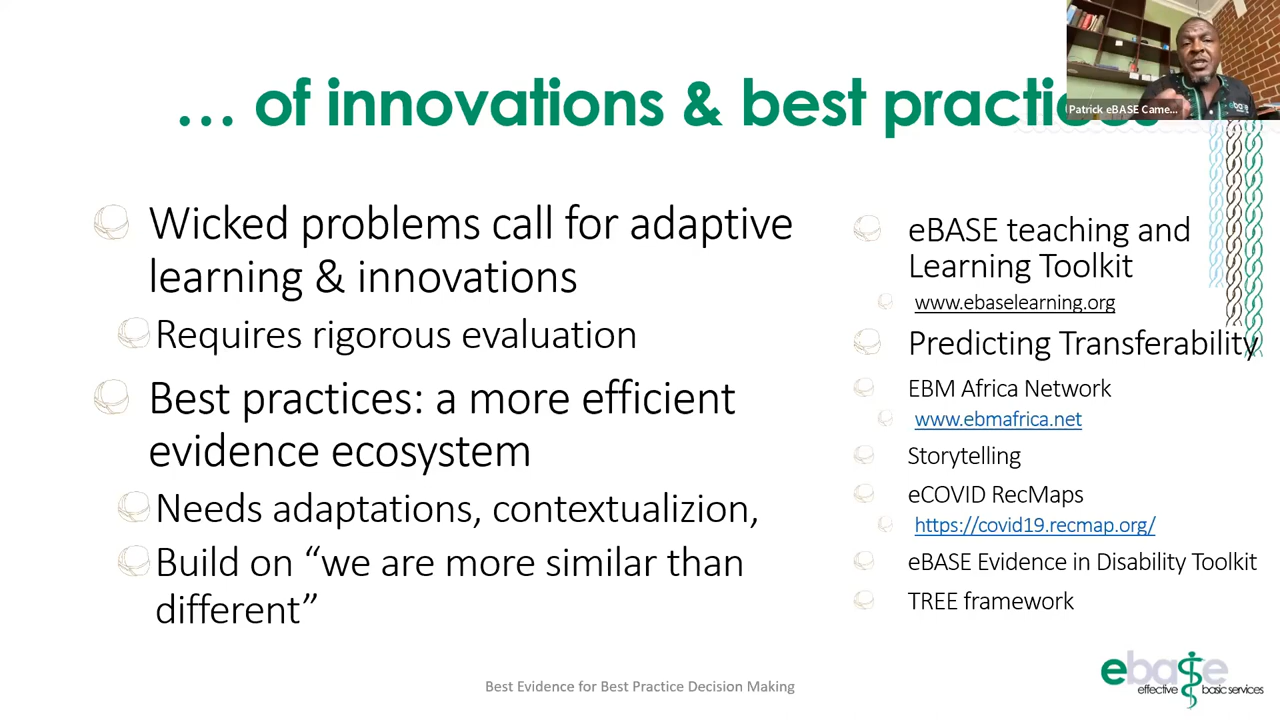 … of innovations & best practices
Patrick eBASE Came...
Wicked problems call for adaptive
learning & innovations
Requires rigorous evaluation
Best practices: a more efficient
evidence ecosystem
Needs adaptations, contextualizion,
Build on “we are more similar than
different”
eBASE teaching and
Learning Toolkit
www.ebaselearning.org
Predicting Transferability
EBM Africa Network
www.ebmafrica.net
Storytelling
eCOVID RecMaps
https://covid19.recmap.org/
eBASE Evidence in Disability Toolkit
TREE framework
Best Evidence for Best Practice Decision Making
ebase
effective basic services